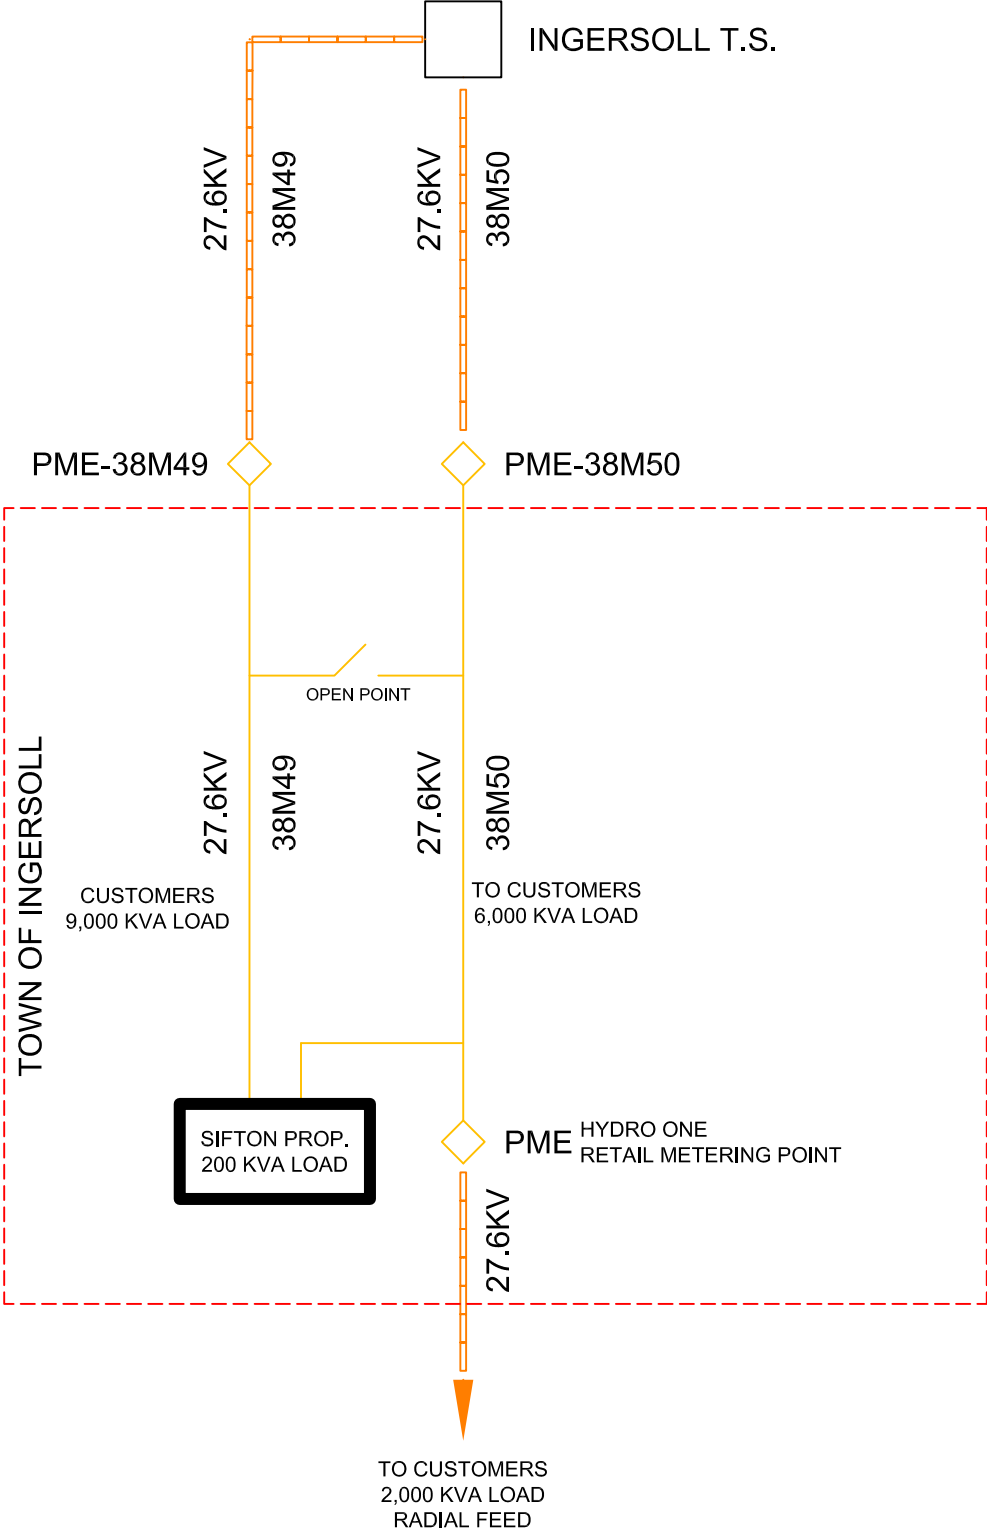 INGERSOLL T.S.
27.6KV
38M49
27.6KV
38M50
PME-38M49
PME-38M50
OPEN POINT
TOWN OF INGERSOLL
27.6KV
38M49
27.6KV
38M50
CUSTOMERS
9,000 KVA LOAD
TO CUSTOMERS
6,000 KVA LOAD
SIFTON PROP.
200 KVA LOAD
PME
HYDRO ONE
RETAIL METERING POINT
27.6KV
TO CUSTOMERS
2,000 KVA LOAD
RADIAL FEED